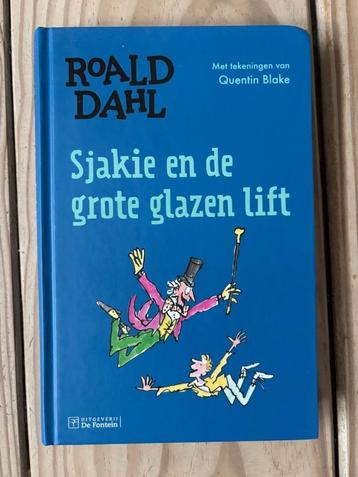 ROALD
DAHL
Met tekeningen van
Quentin Blake
Sjakie en de
grote glazen lift
UITGEVERIJ
De Fontein